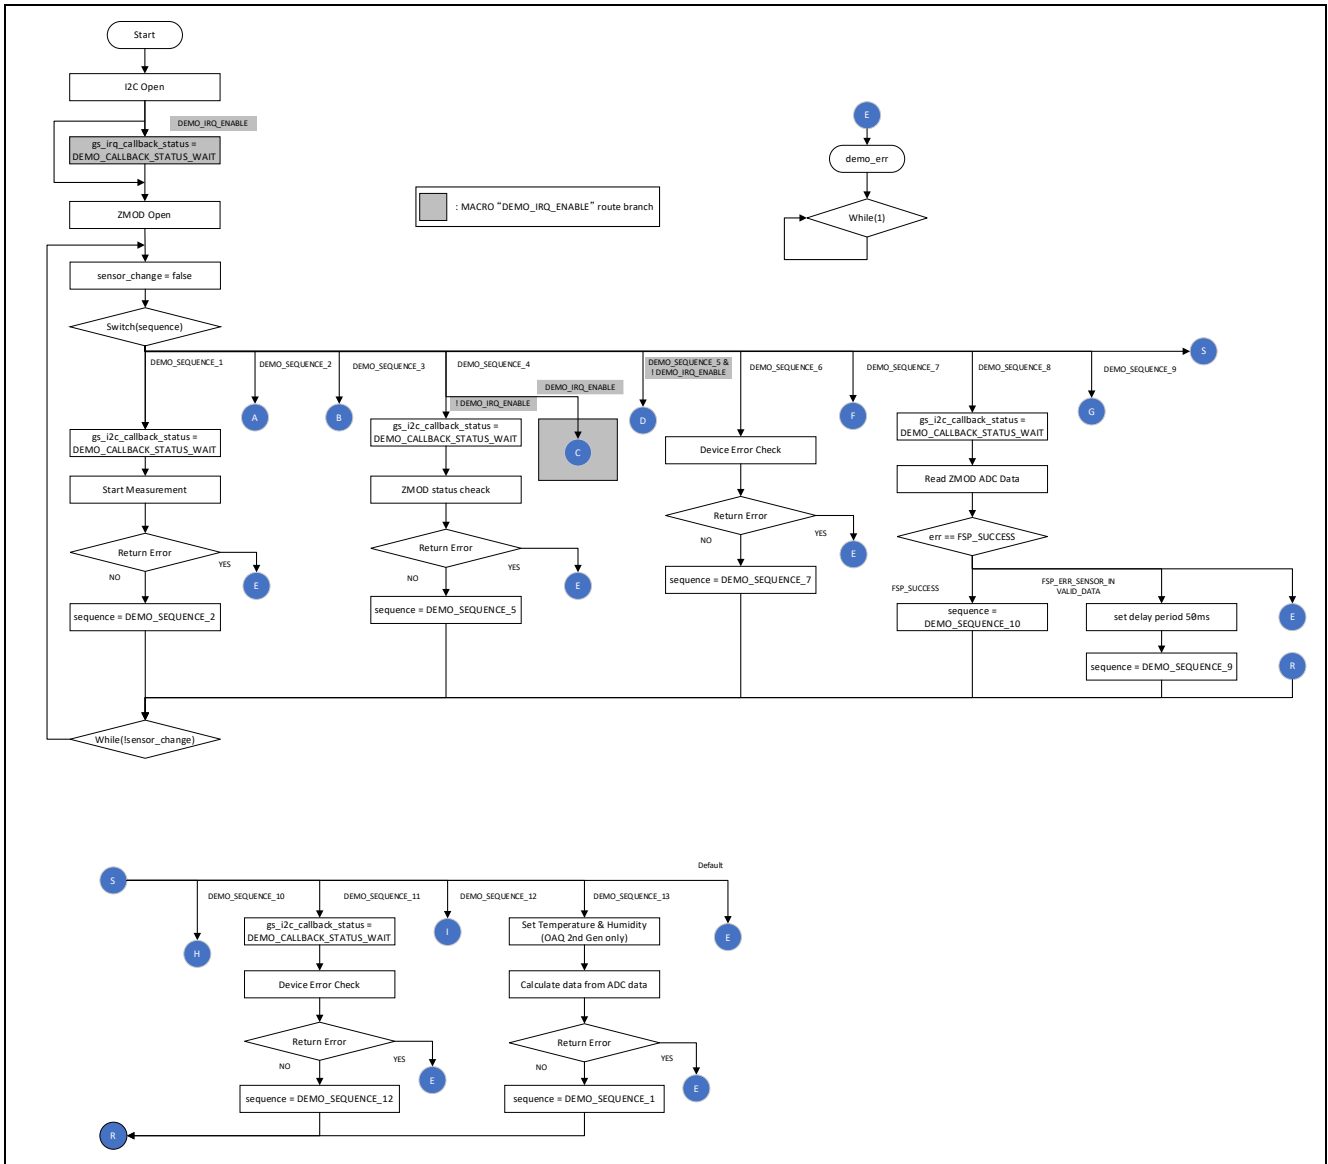 Start
I2C Open
DEMO_IRQ_ENABLE
gs_irq_callback_status =
DEMO_CALLBACK_STATUS_WAIT
ZMOD Open
sensor_change = false
Switch(sequence)
: MACRO “DEMO_IRQ_ENABLE” route branch
E
demo_err
While(1)
DEMO_SEQUENCE_1
DEMO_SEQUENCE_2
DEMO_SEQUENCE_3
DEMO_SEQUENCE_4
DEMO_SEQUENCE_5 &
! DEMO_IRQ_ENABLE
DEMO_SEQUENCE_6
DEMO_SEQUENCE_7
DEMO_SEQUENCE_8
DEMO_SEQUENCE_9
S
A
B
! DEMO_IRQ_ENABLE
DEMO_IRQ_ENABLE
C
D
F
G
gs_i2c_callback_status =
DEMO_CALLBACK_STATUS_WAIT
Start Measurement
Return Error
NO
YES
E
sequence = DEMO_SEQUENCE_2
gs_i2c_callback_status =
DEMO_CALLBACK_STATUS_WAIT
ZMOD status cheack
Return Error
NO
YES
E
sequence = DEMO_SEQUENCE_5
Device Error Check
Return Error
NO
YES
E
sequence = DEMO_SEQUENCE_7
gs_i2c_callback_status =
DEMO_CALLBACK_STATUS_WAIT
Read ZMOD ADC Data
err == FSP_SUCCESS
FSP_SUCCESS
sequence =
DEMO_SEQUENCE_10
FSP_ERR_SENSOR_IN
VALID_DATA
set delay period 50ms
sequence = DEMO_SEQUENCE_9
E
R
While(!sensor_change)
S
DEMO_SEQUENCE_10
DEMO_SEQUENCE_11
DEMO_SEQUENCE_12
DEMO_SEQUENCE_13
Default
H
I
E
gs_i2c_callback_status =
DEMO_CALLBACK_STATUS_WAIT
Device Error Check
Return Error
NO
YES
E
sequence = DEMO_SEQUENCE_12
Set Temperature & Humidity
(OAQ 2nd Gen only)
Calculate data from ADC data
Return Error
NO
YES
E
sequence = DEMO_SEQUENCE_1
R